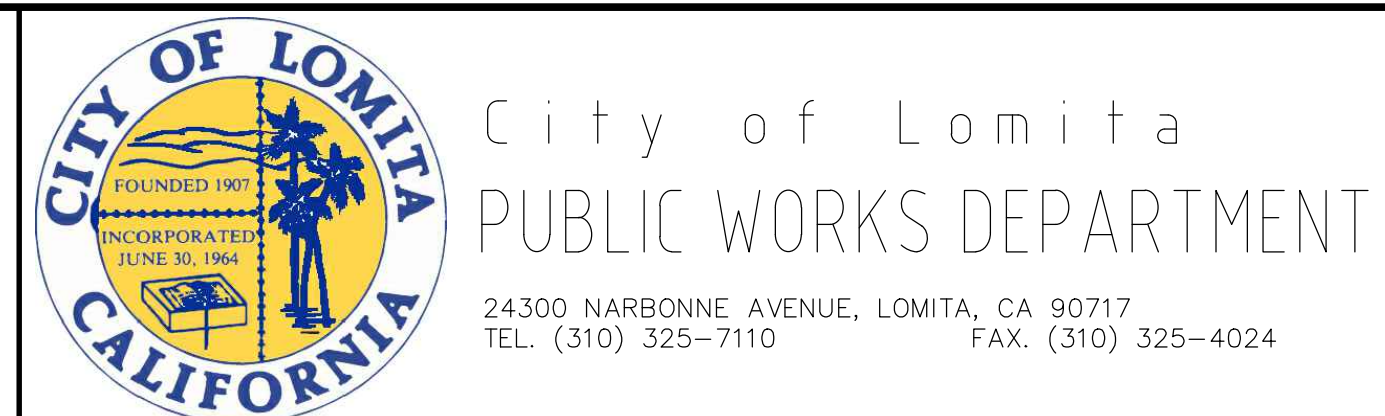 CITY OF LOMITA
FOUNDED 1907
INCORPORATED
JUNE 30, 1964
CALIFORNIA
City of Lomita
PUBLIC WORKS DEPARTMENT
24300 NARBONNE AVENUE, LOMITA, CA 90717
TEL. (310) 325-7110 FAX. (310) 325-4024